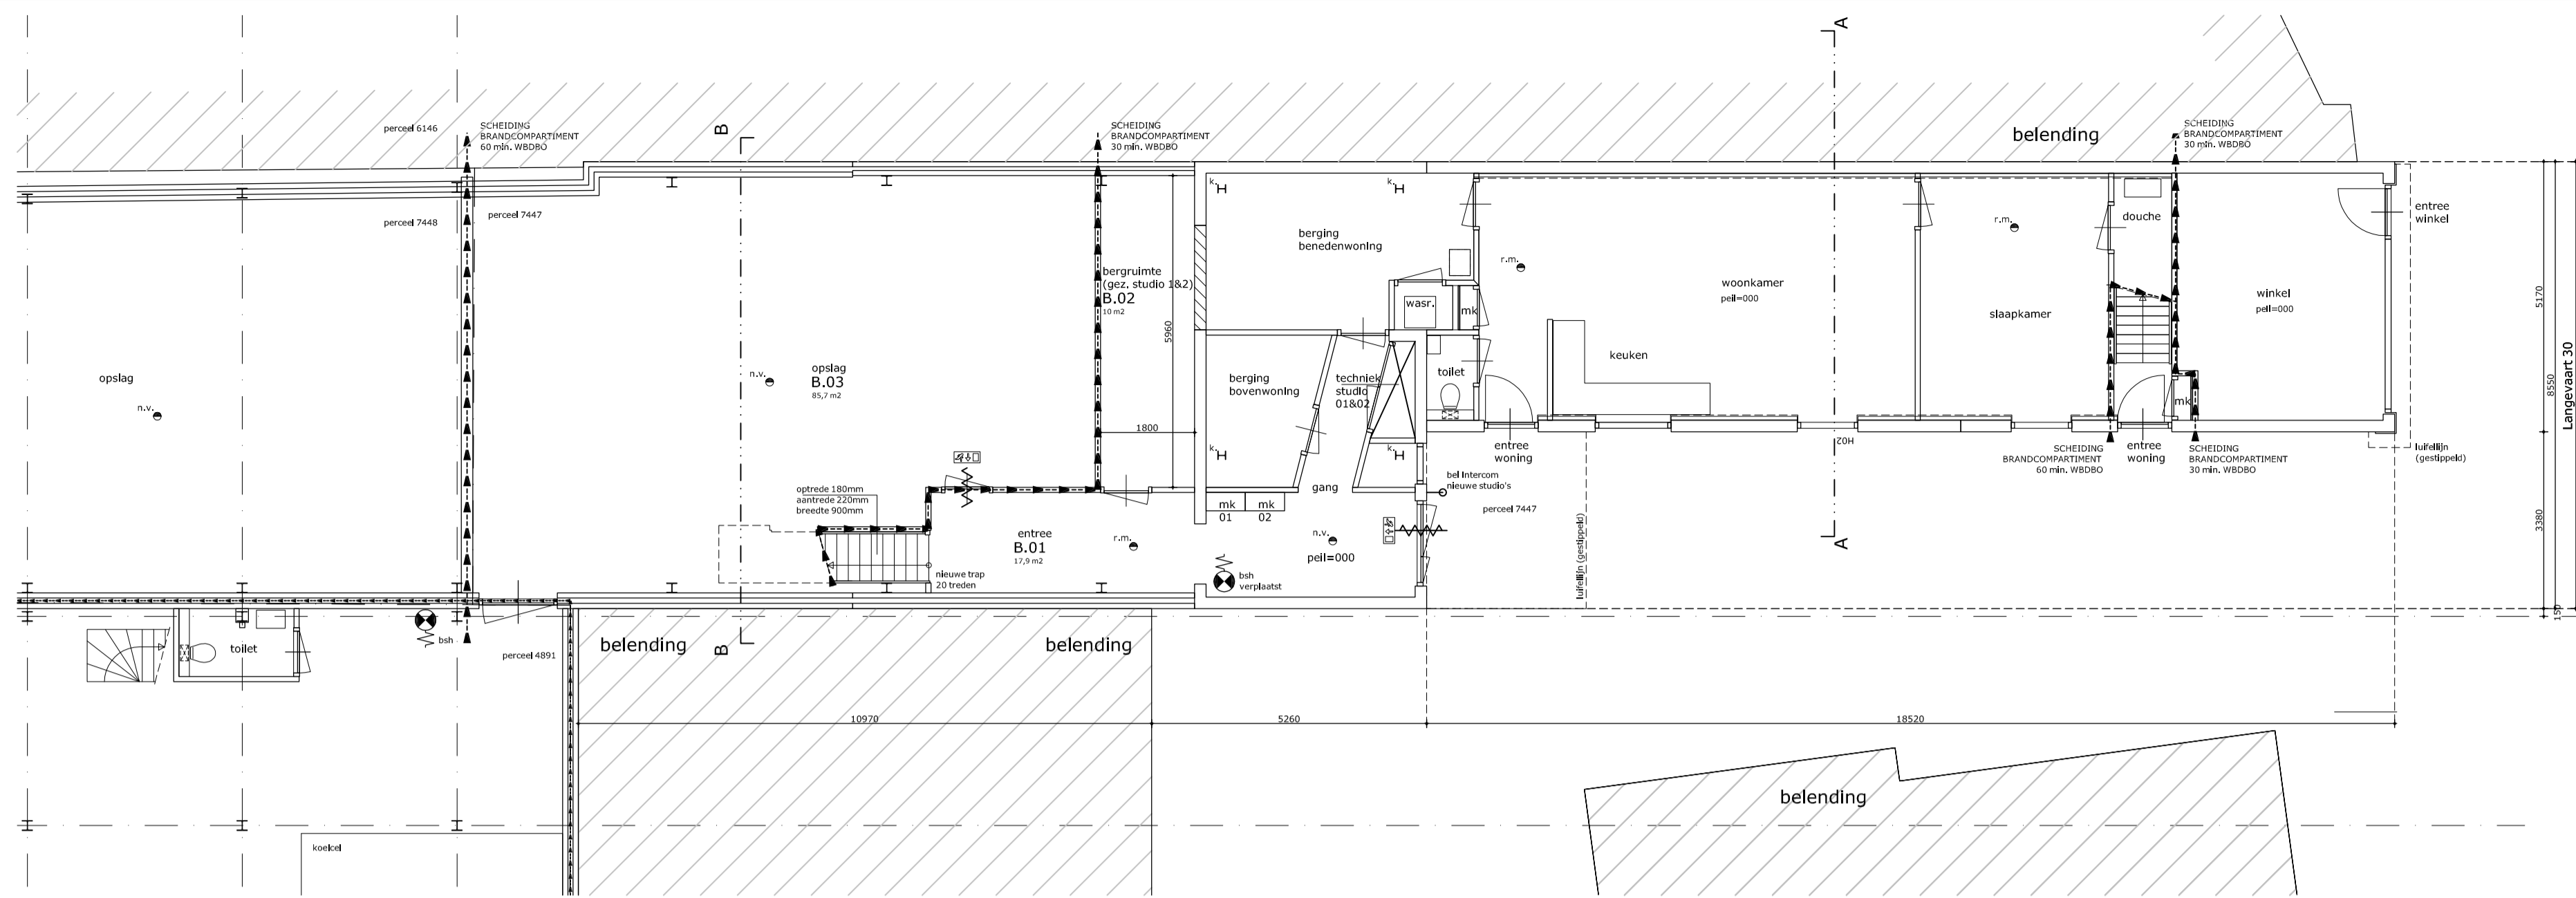 A
B
perceel 6146
SCHEIDING
BRANDCOMPARTIMENT
60 min. WBDBO
SCHEIDING
BRANDCOMPARTIMENT
30 min. WBDBO
belending
SCHEIDING
BRANDCOMPARTIMENT
30 min. WBDBO
perceel 7448
perceel 7447
k.
k.
berging
benedenwoning
r.m.
r.m.
douche
entree
winkel
bergruimte
(gez. studio 1&2)
B.02
10 m2
5960
wasr.
mk
woonkamer
peil=000
slaapkamer
winkel
peil=000
5170
8550
Langevaart 30
opslag
n.v.
n.v.
opslag
B.03
85,7 m2
berging
bovenwoning
techniek
studio
01&02
toilet
keuken
mk
1800
k.
k.
H02
entree
woning
SCHEIDING
BRANDCOMPARTIMENT
60 min. WBDBO
entree
woning
SCHEIDING
BRANDCOMPARTIMENT
30 min. WBDBO
luifellijn
(gestippeld)
optrede 180mm
aantrede 220mm
breedte 900mm
gang
bel intercom
nieuwe studio's
perceel 7447
mk
01
mk
02
entree
B.01
17,9 m2
r.m.
n.v.
peil=000
luifellijn (gestippeld)
3380
A
nieuwe trap
20 treden
bsh
verplaatst
150
bsh
toilet
perceel 4891
belending
B
belending
10970
5260
18520
belending
koelcel